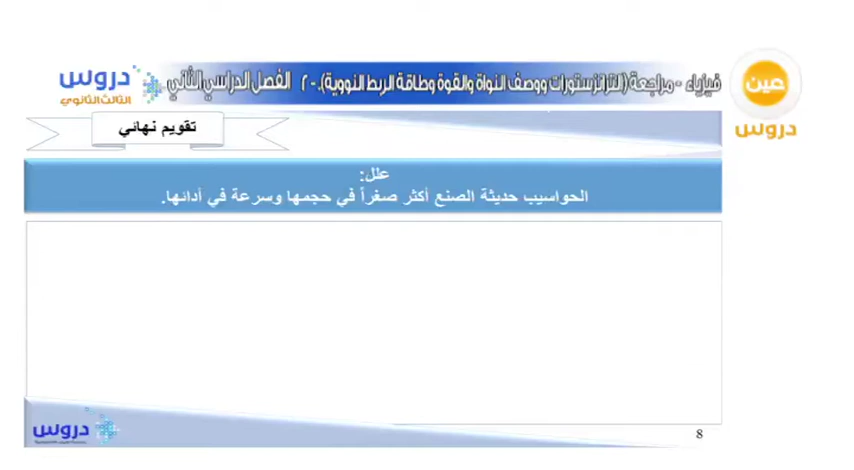 فيزياء - مراجعة (الترانزستورات ووصف النواة والقوة وطاقة الربط النووية). - ٢ الفصل الدراسي الثاني
دروس
الثالث الثانوي
عين
دروس
تقويم نهائي
علل:
الحواسيب حديثة الصنع أكثر صغراً في حجمها وسرعة في أدائها.
دروس
8